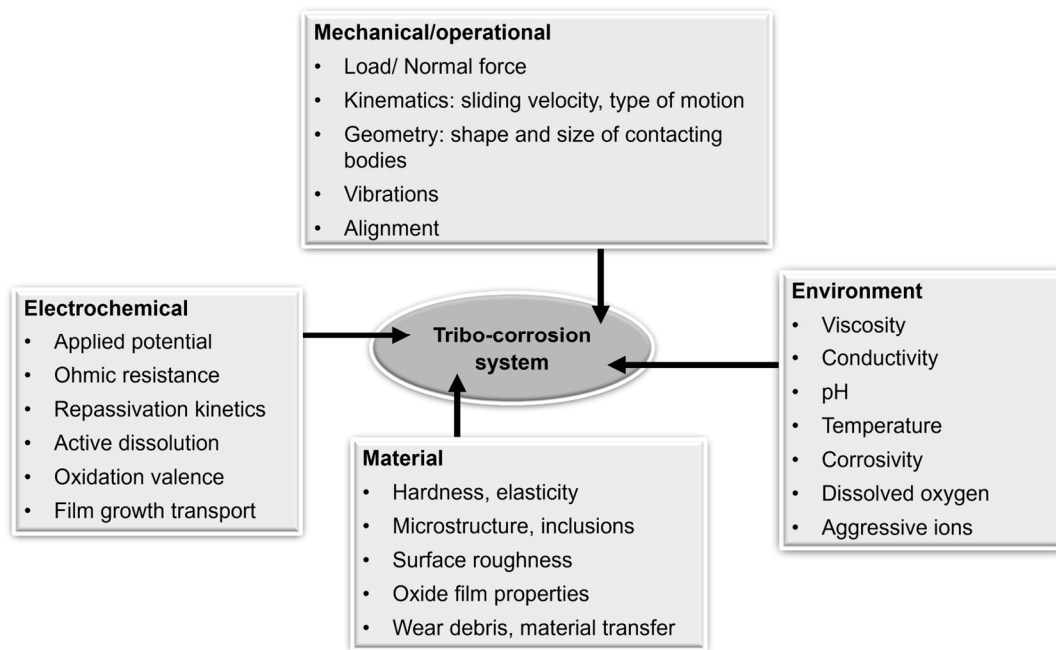 Mechanical/operational
• Load/ Normal force
• Kinematics: sliding velocity, type of motion
• Geometry: shape and size of contacting
bodies
• Vibrations
• Alignment
Electrochemical
• Applied potential
• Ohmic resistance
• Repassivation kinetics
• Active dissolution
• Oxidation valence
• Film growth transport
Tribo-corrosion
system
Environment
• Viscosity
• Conductivity
• pH
• Temperature
• Corrosivity
• Dissolved oxygen
• Aggressive ions
Material
• Hardness, elasticity
• Microstructure, inclusions
• Surface roughness
• Oxide film properties
• Wear debris, material transfer